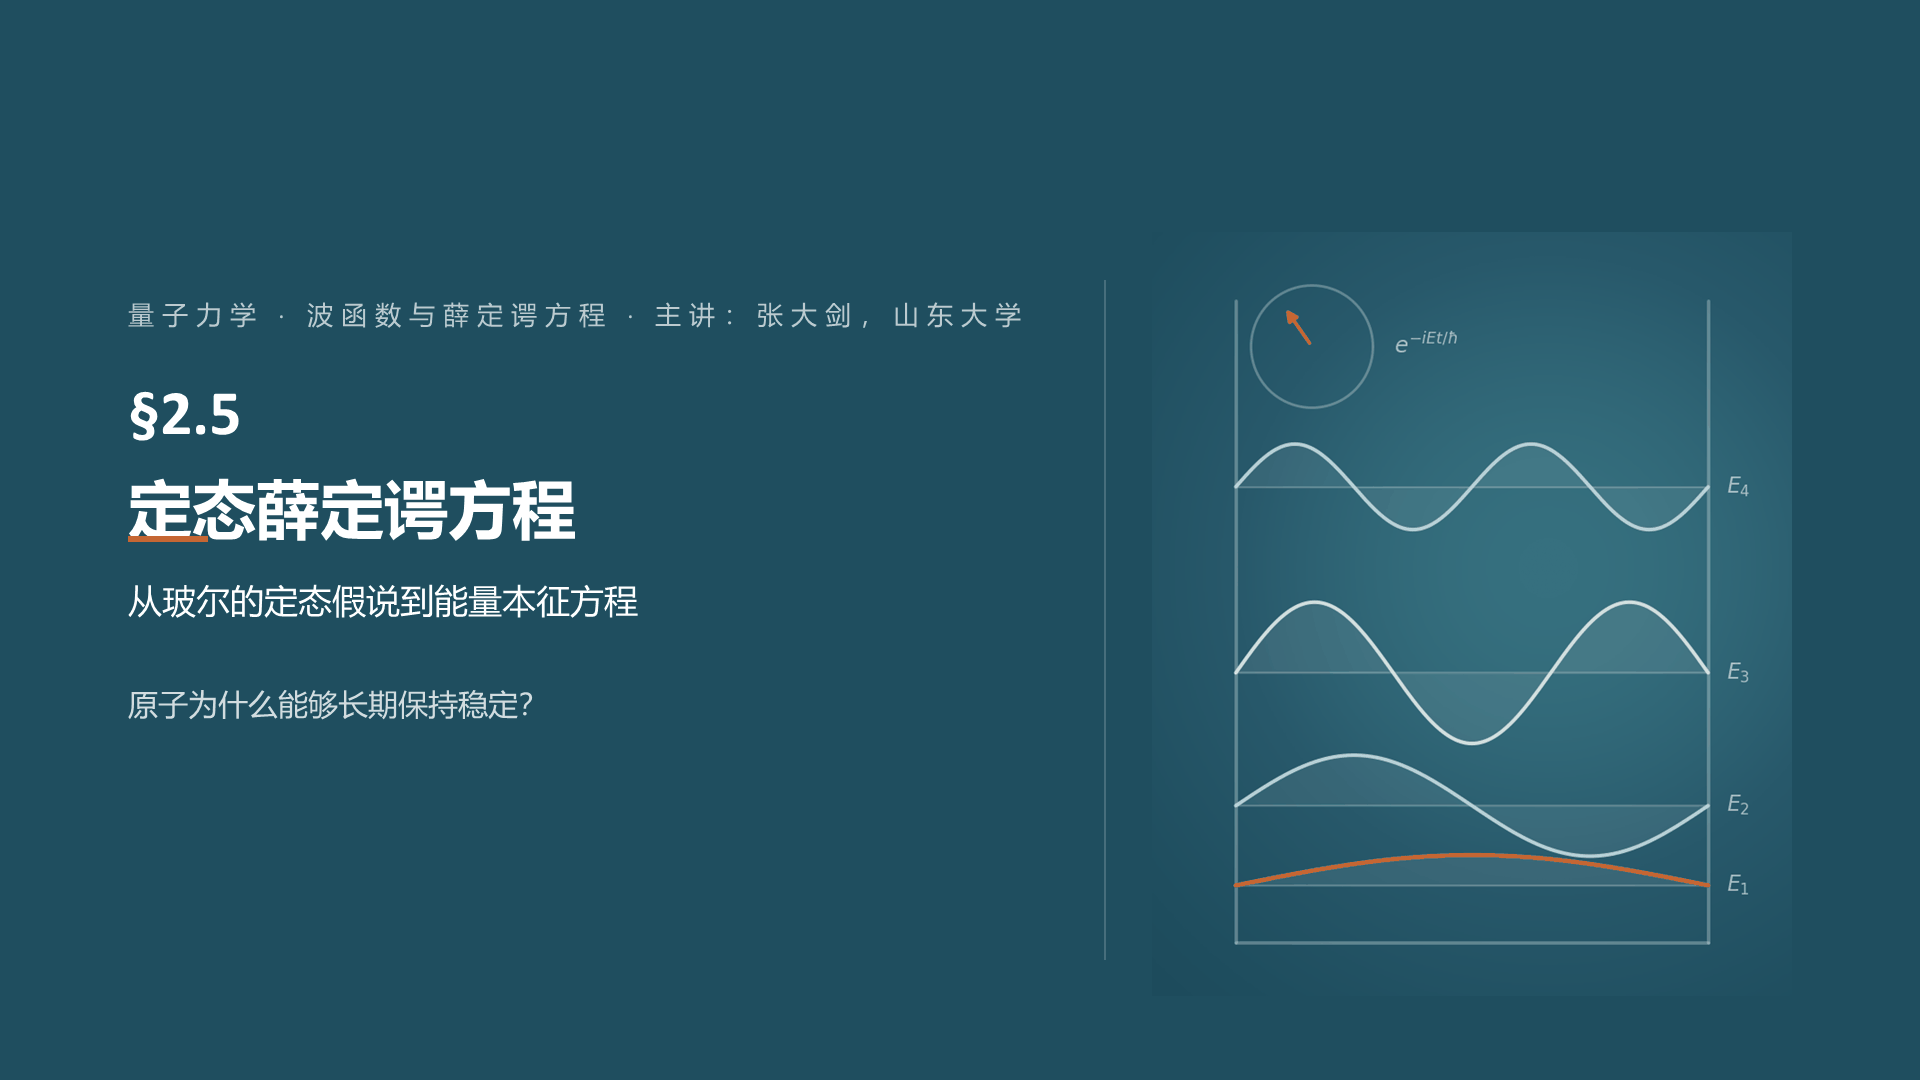 量子力学 · 波函数与薛定谔方程 · 主讲：张大剑，山东大学
§2.5
定态薛定谔方程
从玻尔的定态假说到能量本征方程
原子为什么能够长期保持稳定？
e^{-iEt/ħ}
E₄
E₃
E₂
E₁